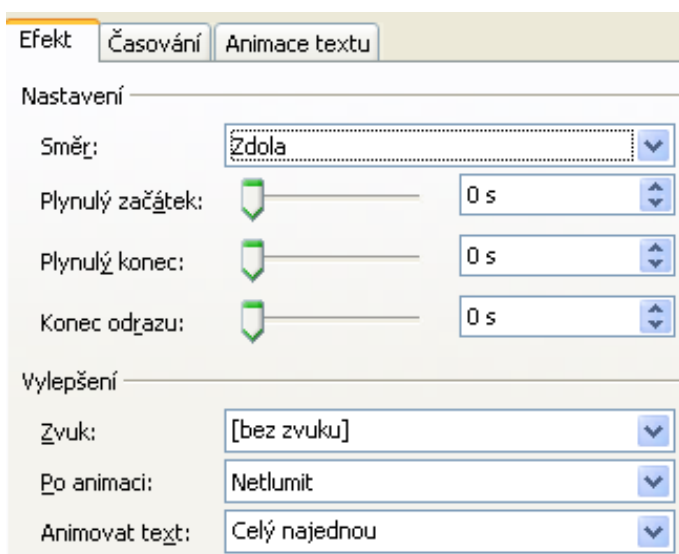 Efekt Časování Animace textu
Nastavení
Směr: Zdola
Plynulý začátek: 0 s
Plynulý konec: 0 s
Konec odrazu: 0 s
Vylepšení
Zvuk: [bez zvuku]
Po animaci: Netlumit
Animovat text: Celý najednou